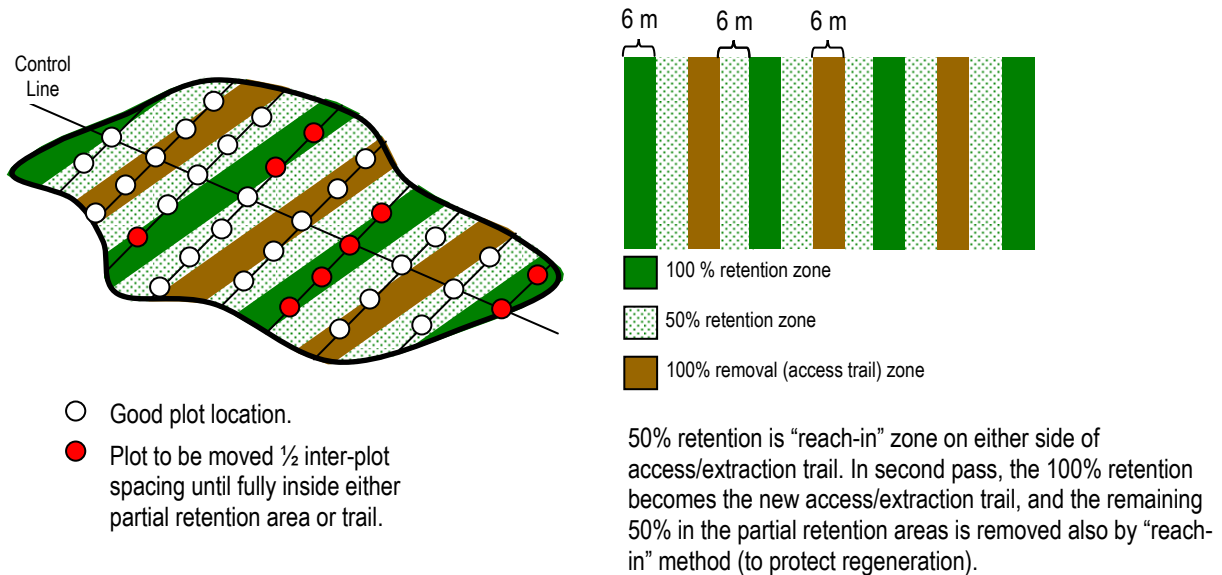 Control
Line
Good plot location.
Plot to be moved ½ inter-plot
spacing until fully inside either
partial retention area or trail.
6 m 6 m 6 m
100 % retention zone
50% retention zone
100% removal (access trail) zone
50% retention is “reach-in” zone on either side of
access/extraction trail. In second pass, the 100% retention
becomes the new access/extraction trail, and the remaining
50% in the partial retention areas is removed also by “reach-
in” method (to protect regeneration).